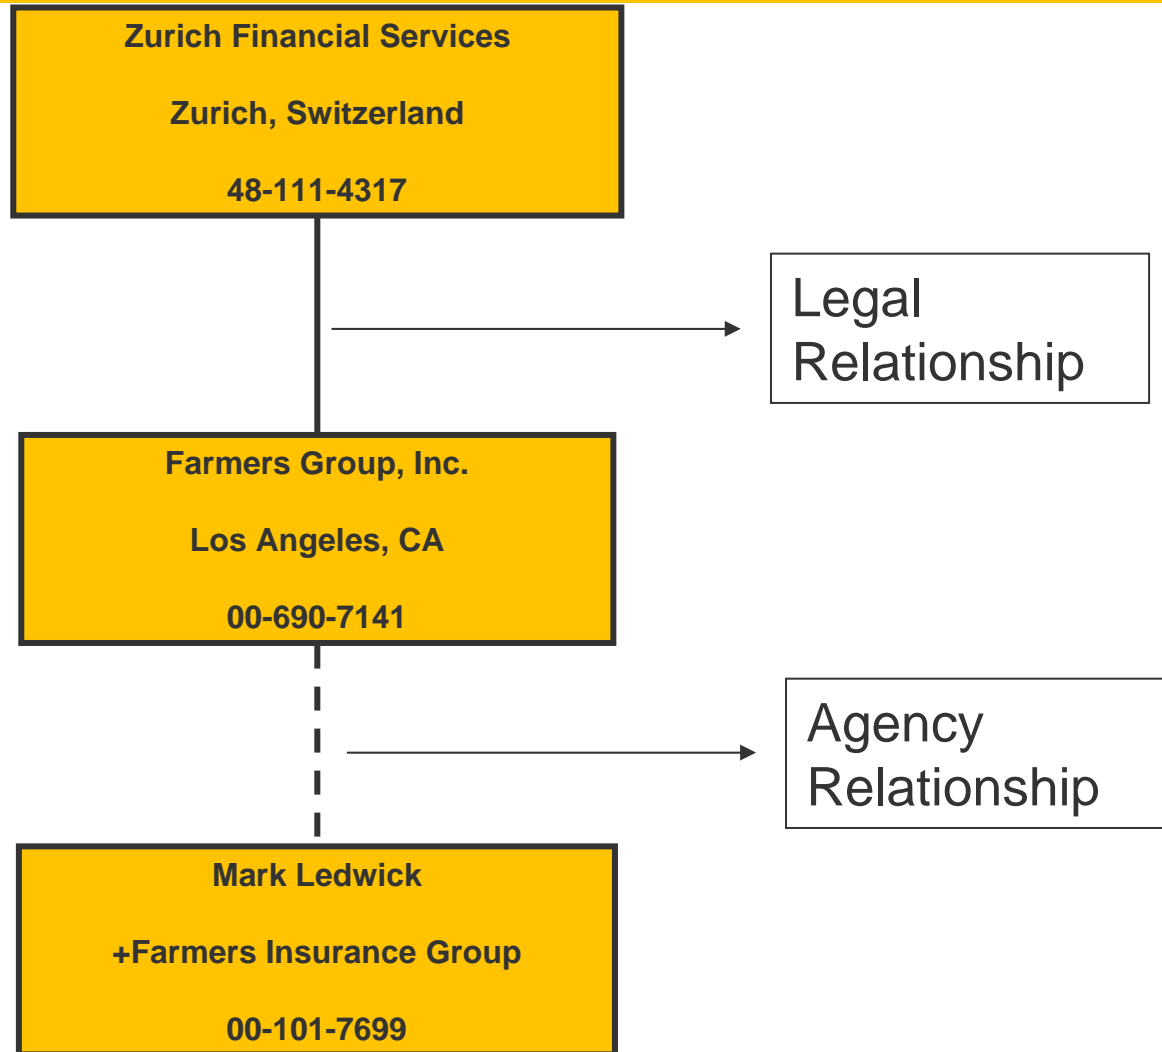 Zurich Financial Services
Zurich, Switzerland
48-111-4317
Legal
Relationship
Farmers Group, Inc.
Los Angeles, CA
00-690-7141
Agency
Relationship
Mark Ledwick
+Farmers Insurance Group
00-101-7699